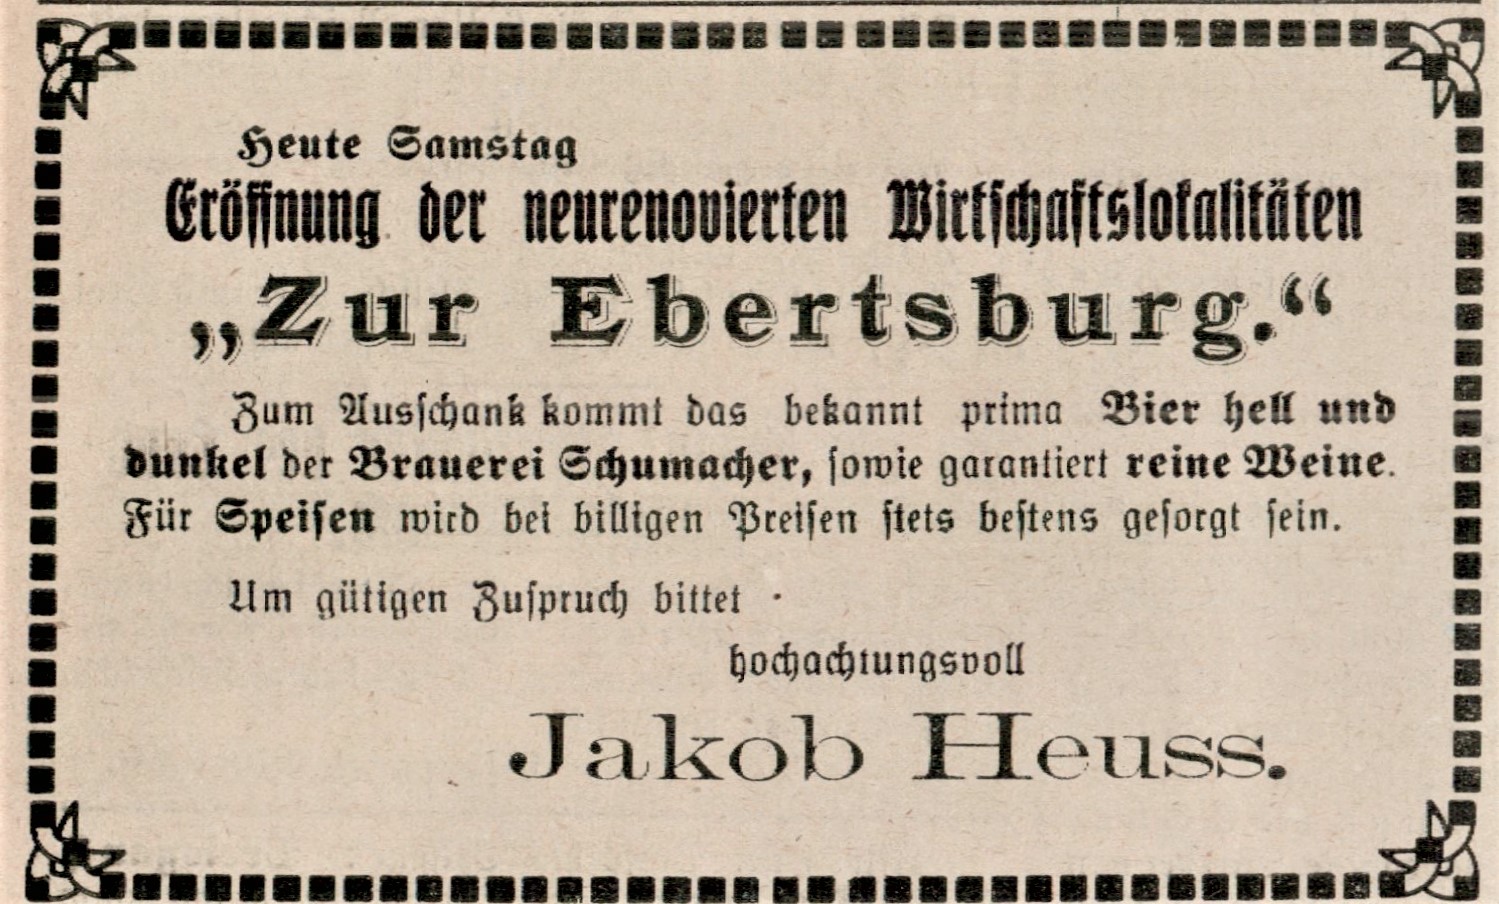 Heute Samstag
Eröffnung der neurenovierten Wirtschaftslokalitäten
„Zur Ebertsburg.“
Zum Ausschank kommt das bekannt prima Bier hell und
dunkel der Brauerei Schumacher, sowie garantiert reine Weine.
Für Speisen wird bei billigen Preisen stets bestens gesorgt sein.
Um gütigen Zuspruch bittet
hochachtungsvoll
Jakob Heuss.